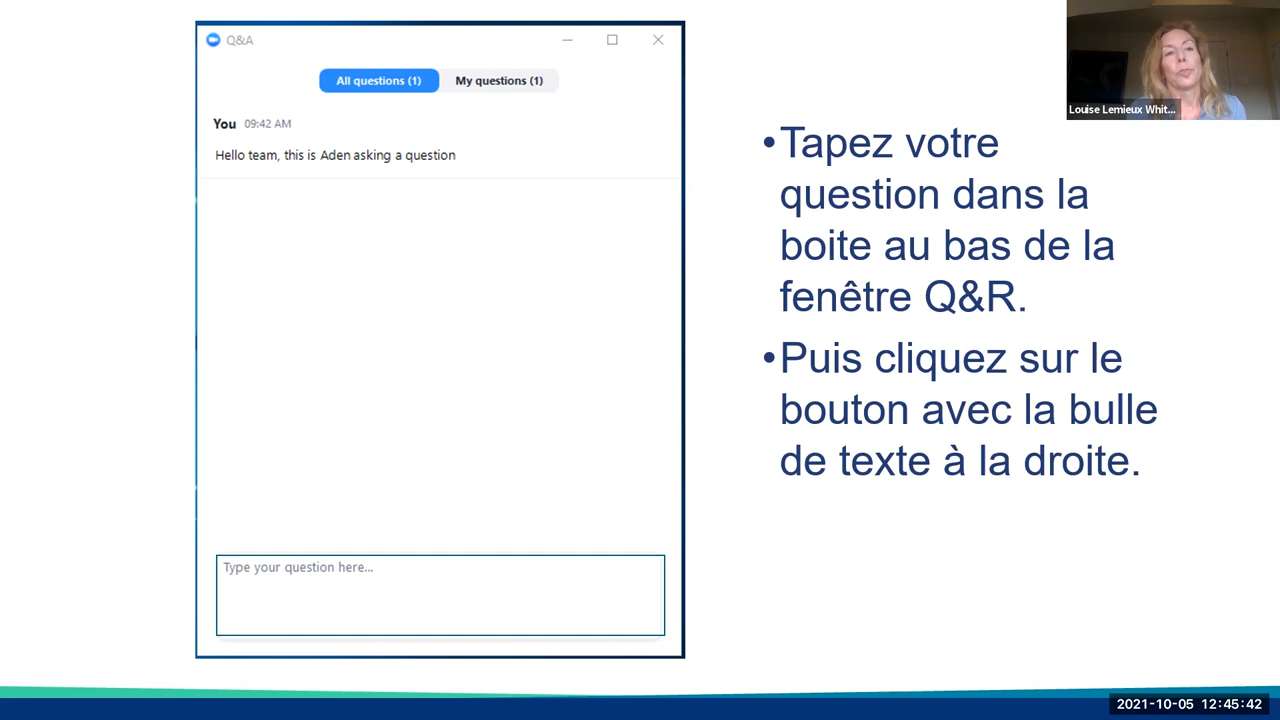 Q&A
All questions (1)
My questions (1)
You 09:42 AM
Hello team, this is Aden asking a question
Type your question here...
Louise Lemieux Whit...
•Tapez votre
question dans la
boite au bas de la
fenêtre Q&R.
•Puis cliquez sur le
bouton avec la bulle
de texte à la droite.
2021-10-05 12:45:42